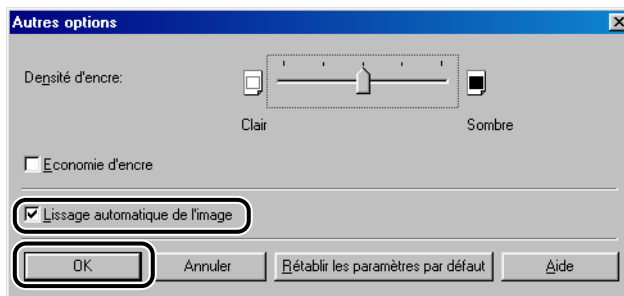 Autres options
Densité d'encre:
Clair Sombre
Economie d'encre
Lissage automatique de l'image
OK Annuler Rétablir les paramètres par défaut Aide